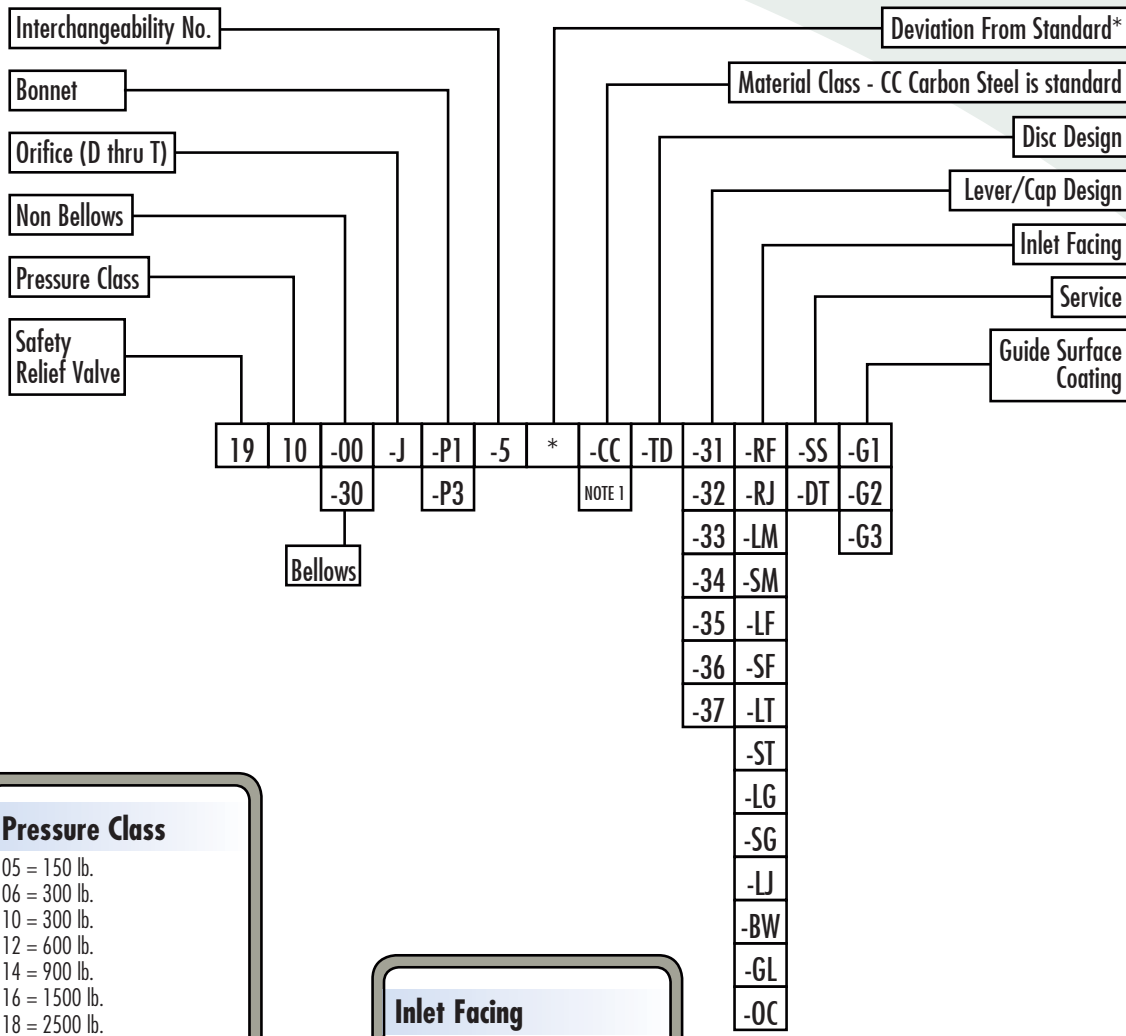 Interchangeability No.
Bonnet
Orifice (D thru T)
Non Bellows
Pressure Class
Safety
Relief Valve
Deviation From Standard*
Material Class - CC Carbon Steel is standard
Disc Design
Lever/Cap Design
Inlet Facing
Service
Guide Surface
Coating
19 10 -00 -J -P1 -5 * -CC -TD -31 -RF -SS -G1
-30 -P3 NOTE 1 -32 -RJ -DT -G2
-33 -LM -G3
-34 -SM
-35 -LF
-36 -SF
-37 -LT
-ST
-LG
-SG
-LJ
-BW
-GL
-OC
Bellows
Pressure Class
05 = 150 lb.
06 = 300 lb.
10 = 300 lb.
12 = 600 lb.
14 = 900 lb.
16 = 1500 lb.
18 = 2500 lb.
Inlet Facing